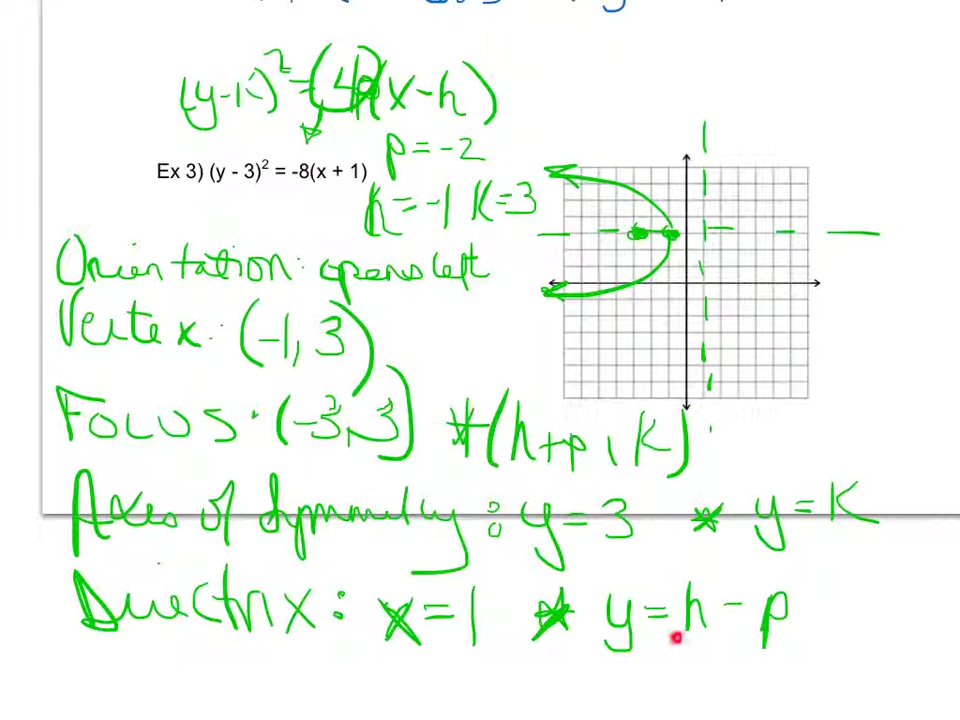 (y-k)² = (4p)(x-h)
p = -2
Ex 3) (y - 3)² = -8(x + 1)
h = -1 k = 3
Orientation: opens left
Vertex: (-1, 3)
Focus: (-3, 3) *(h+p, k)
Axes of Symmetry: y = 3 * y = k
Directrix: x = 1 * y = h - p